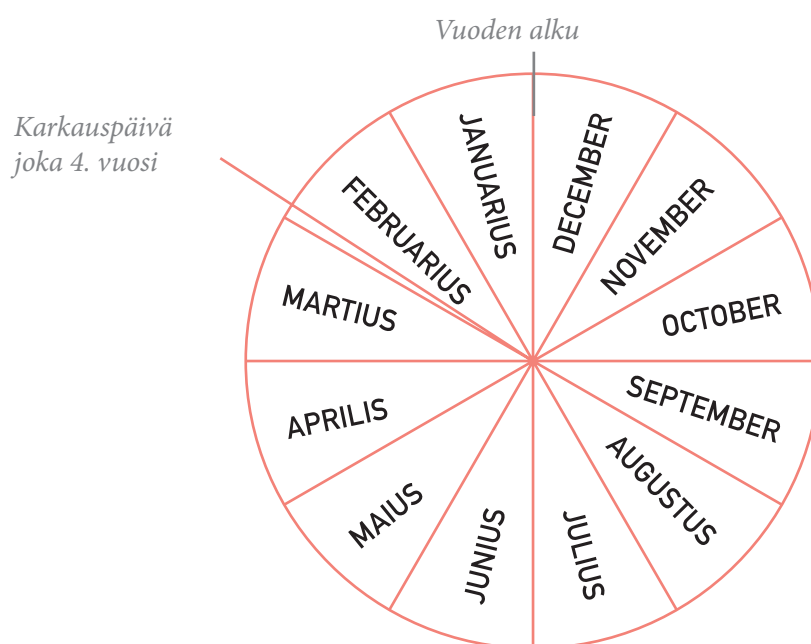 Vuoden alku
Karkauspäivä
joka 4. vuosi
JANUARIUS
FEBRUARIUS
MARTIUS
APRILIS
MAIUS
JUNIUS
JULIUS
AUGUSTUS
SEPTEMBER
OCTOBER
NOVEMBER
DECEMBER